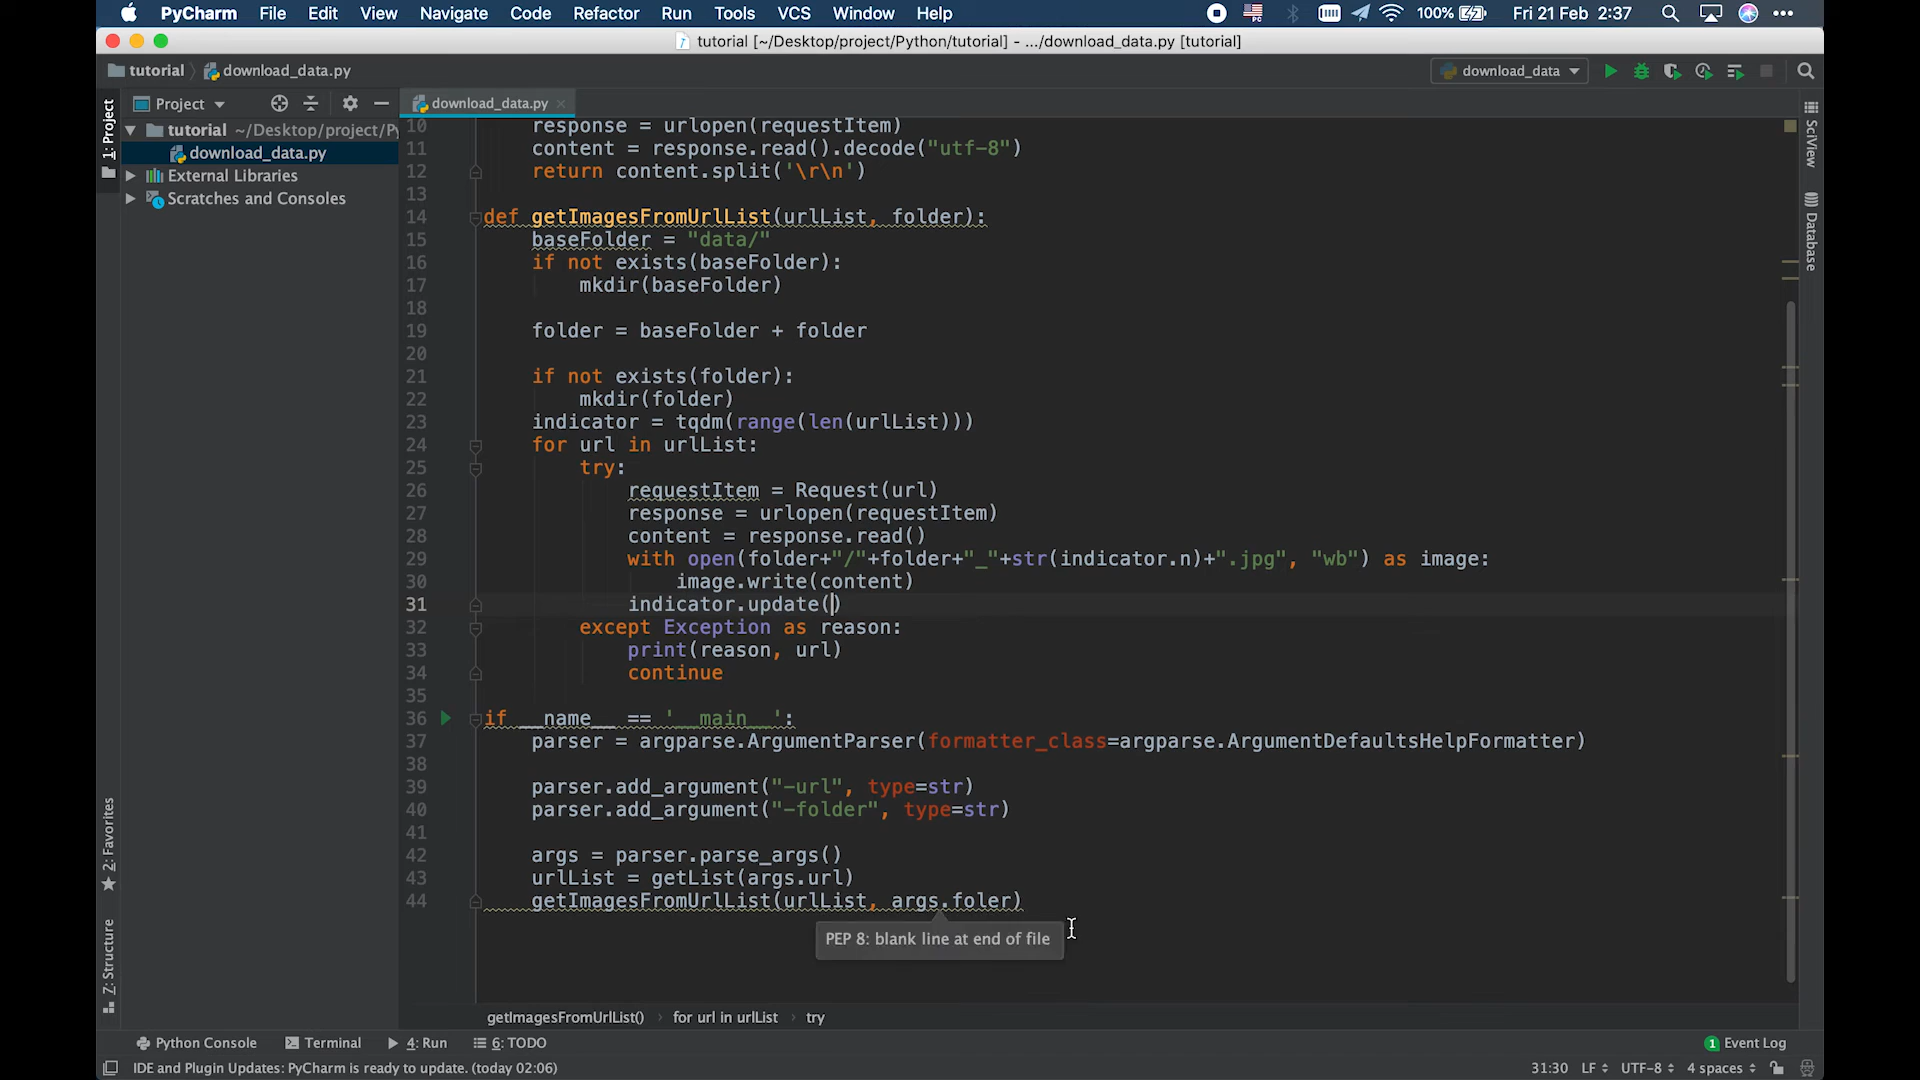 PyCharm File Edit View Navigate Code Refactor Run Tools VCS Window Help 100% Fri 21 Feb 2:37
tutorial [~/Desktop/project/Python/tutorial] - .../download_data.py [tutorial]
tutorial download_data.py download_data
Project download_data.py
tutorial ~/Desktop/project/Py
download_data.py
External Libraries
Scratches and Consoles
1: Project
2: Favorites
Z: Structure
SciView
Database
10 response = urlopen(requestItem)
11 content = response.read().decode("utf-8")
12 return content.split('\r\n')
13
14 def getImagesFromUrlList(urlList, folder):
15 baseFolder = "data/"
16 if not exists(baseFolder):
17 mkdir(baseFolder)
18
19 folder = baseFolder + folder
20
21 if not exists(folder):
22 mkdir(folder)
23 indicator = tqdm(range(len(urlList)))
24 for url in urlList:
25 try:
26 requestItem = Request(url)
27 response = urlopen(requestItem)
28 content = response.read()
29 with open(folder+"/"+folder+"_"+str(indicator.n)+".jpg", "wb") as image:
30 image.write(content)
31 indicator.update()
32 except Exception as reason:
33 print(reason, url)
34 continue
35
36 if __name__ == '__main__':
37 parser = argparse.ArgumentParser(formatter_class=argparse.ArgumentDefaultsHelpFormatter)
38
39 parser.add_argument("-url", type=str)
40 parser.add_argument("-folder", type=str)
41
42 args = parser.parse_args()
43 urlList = getList(args.url)
44 getImagesFromUrlList(urlList, args.foler)
PEP 8: blank line at end of file
getImagesFromUrlList() › for url in urlList › try
Python Console Terminal 4: Run 6: TODO 1 Event Log
IDE and Plugin Updates: PyCharm is ready to update. (today 02:06) 31:30 LF UTF-8 4 spaces